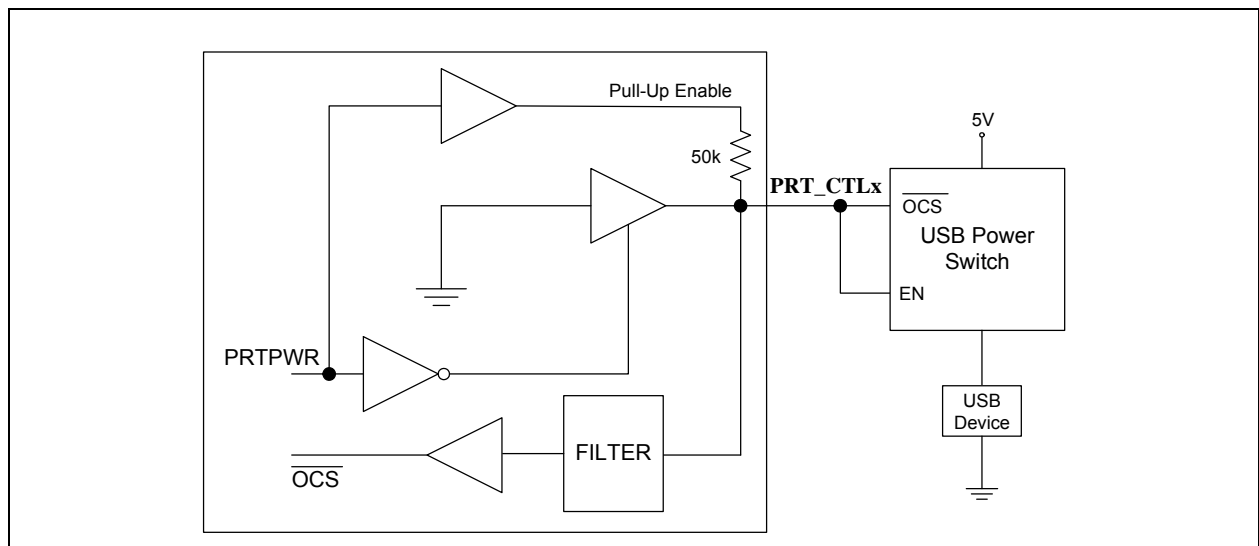 Pull-Up Enable
5V
50k
PRT_CTLx
OCS
USB Power
Switch
EN
PRTPWR
USB
Device
FILTER
OCS